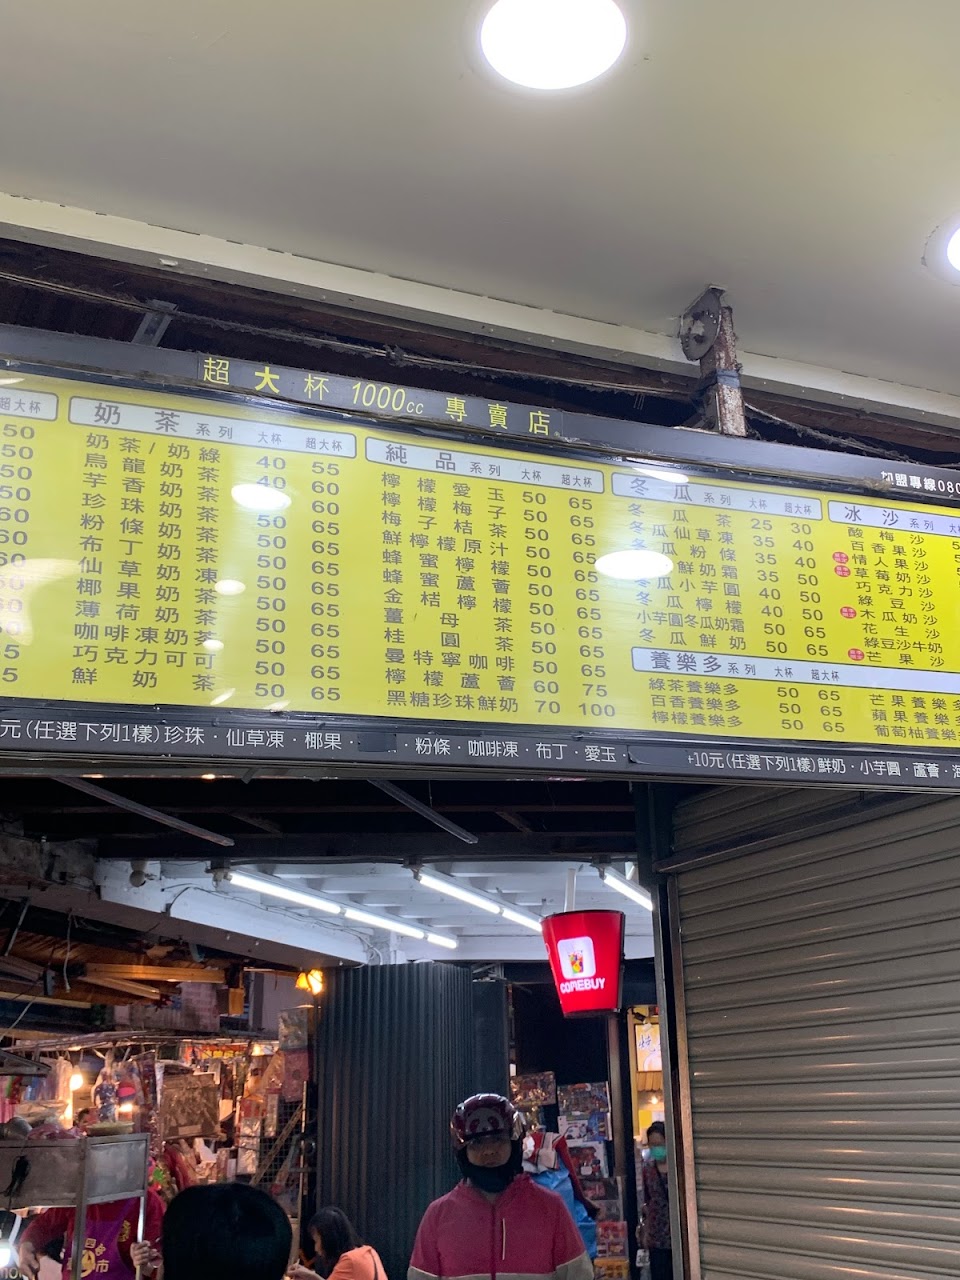 超大杯 1000cc 專賣店
加盟專線080
超大杯
50
50
50
50
60
60
60
奶茶系列 大杯 超大杯
奶茶/奶綠 40 55
烏龍奶茶 40 60
芋香奶茶 60
珍珠奶茶 50 65
粉條奶茶 50 65
布丁奶茶 50 65
仙草奶凍 50 65
椰果奶茶 50 65
薄荷奶茶 50 65
咖啡凍奶茶 50 65
巧克力可可 50 65
鮮奶茶 50 65
純品系列 大杯 超大杯
檸檬愛玉 50 65
檸檬梅子 50 65
梅子桔茶 50 65
鮮檸檬原汁 50 65
蜂蜜檸檬 50 65
蜂蜜蘆薈 50 65
金桔檸檬 50 65
薑母茶 50 65
桂圓茶 50 65
曼特寧咖啡 50 65
檸檬蘆薈 60 75
黑糖珍珠鮮奶 70 100
冬瓜系列 大杯 超大杯
冬瓜茶 25 30
冬瓜仙草凍 35 40
冬瓜粉條 35 40
鮮奶霜 35 50
冬瓜小芋圓 40 50
冬瓜檸檬 40 50
小芋圓冬瓜奶霜 50 65
冬瓜鮮奶 50 65
養樂多系列 大杯 超大杯
綠茶養樂多 50 65
百香養樂多 50 65
檸檬養樂多 50 65
芒果養樂多
蘋果養樂多
葡萄柚養樂多
冰沙系列 大杯
酸梅沙
百香果沙
情人果沙
草莓奶沙
巧克力沙
綠豆沙
木瓜奶沙
花生沙
綠豆沙牛奶
芒果沙
元(任選下列1樣)珍珠·仙草凍·椰果·粉條·咖啡凍·布丁·愛玉
+10元(任選下列1樣)鮮奶·小芋圓·蘆薈·
COMEBUY